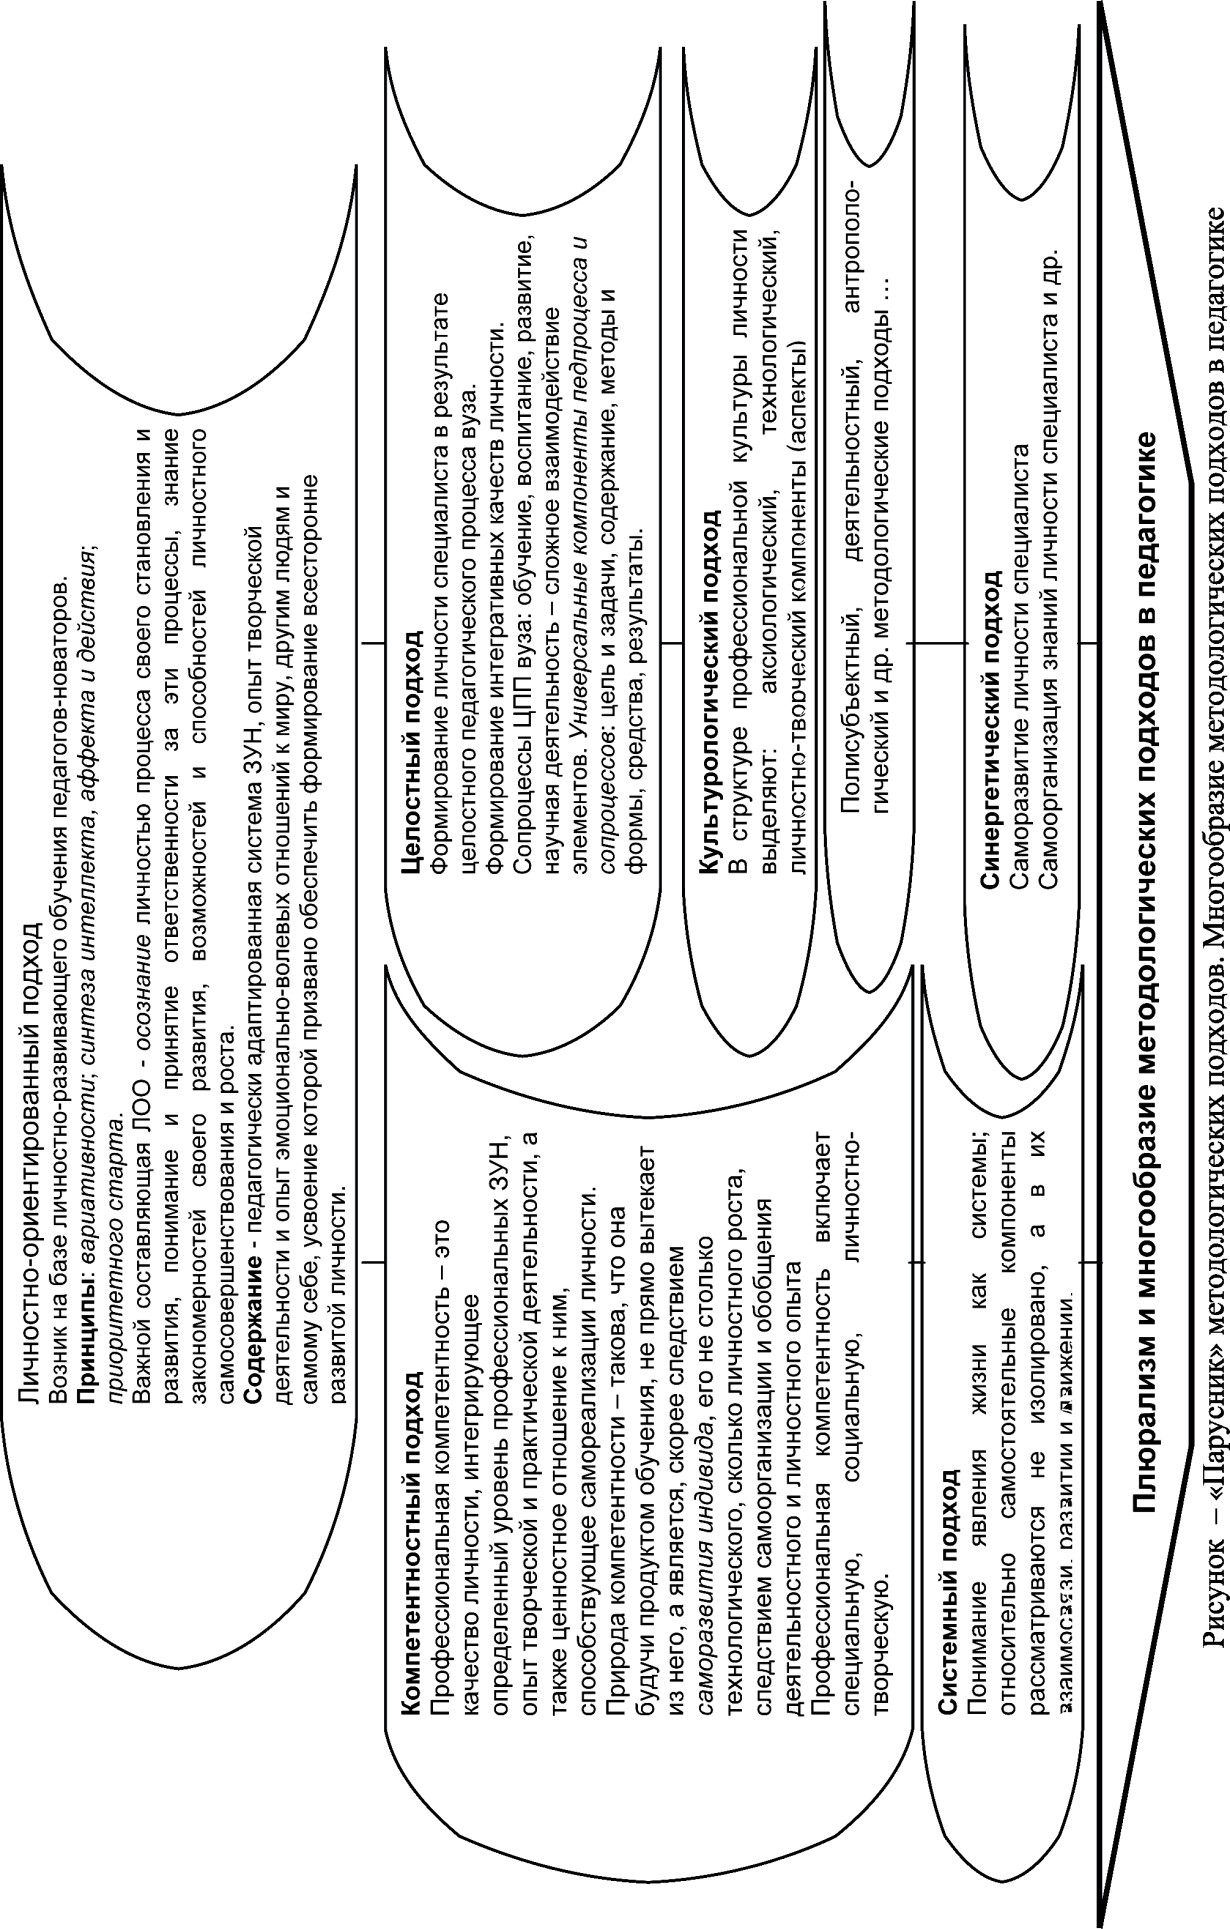 Личностно-ориентированный подход
Возник на базе личностно-развивающего обучения педагогов-новаторов.
Принципы: вариативности; синтеза интеллекта, аффекта и действия;
приоритетного старта.
Важной составляющая ЛОО - осознание личностью процесса своего становления и
развития, понимание и принятие ответственности за эти процессы, знание
закономерностей своего развития, возможностей и способностей личностного
самосовершенствования и роста.
Содержание - педагогически адаптированная система ЗУН, опыт творческой
деятельности и опыт эмоционально-волевых отношений к миру, другим людям и
самому себе, усвоение которой призвано обеспечить формирование всесторонне
развитой личности.
Компетентностный подход
Профессиональная компетентность – это
качество личности, интегрирующее
определенный уровень профессиональных ЗУН,
опыт творческой и практической деятельности, а
также ценностное отношение к ним,
способствующее самореализации личности.
Природа компетентности – такова, что она
будучи продуктом обучения, не прямо вытекает
из него, а является, скорее следствием
саморазвития индивида, его не столько
технологического, сколько личностного роста,
следствием самоорганизации и обобщения
деятельностного и личностного опыта
Профессиональная компетентность включает
специальную, социальную, личностно-
творческую.
Целостный подход
Формирование личности специалиста в результате
целостного педагогического процесса вуза.
Формирование интегративных качеств личности.
Сопроцессы ЦПП вуза: обучение, воспитание, развитие,
научная деятельность – сложное взаимодействие
элементов. Универсальные компоненты педпроцесса и
сопроцессов: цель и задачи, содержание, методы и
формы, средства, результаты.
Культурологический подход
В структуре профессиональной культуры личности
выделяют: аксиологический, технологический,
личностно-творческий компоненты (аспекты)
Полисубъектный, деятельностный, антрополо-
гический и др. методологические подходы …
Системный подход
Понимание явления жизни как системы;
относительно самостоятельные компоненты
рассматриваются не изолировано, а в их
взаимосвязи, развитии и движении.
Синергетический подход
Саморазвитие личности специалиста
Самоорганизация знаний личности специалиста и др.
Плюрализм и многообразие методологических подходов в педагогике
Рисунок – «Парусник» методологических подходов. Многообразие методологических подходов в педагогике